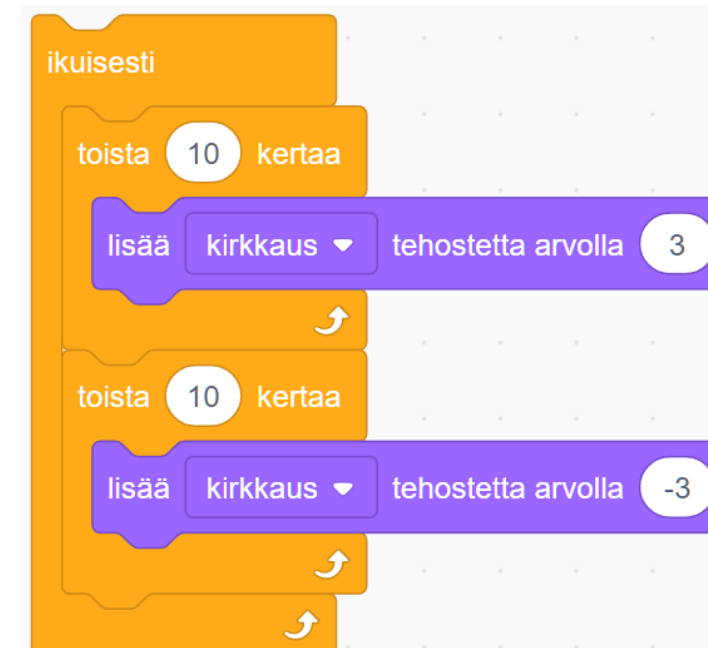 ikuisesti
toista 10 kertaa
lisää kirkkaus tehostetta arvolla 3
toista 10 kertaa
lisää kirkkaus tehostetta arvolla -3